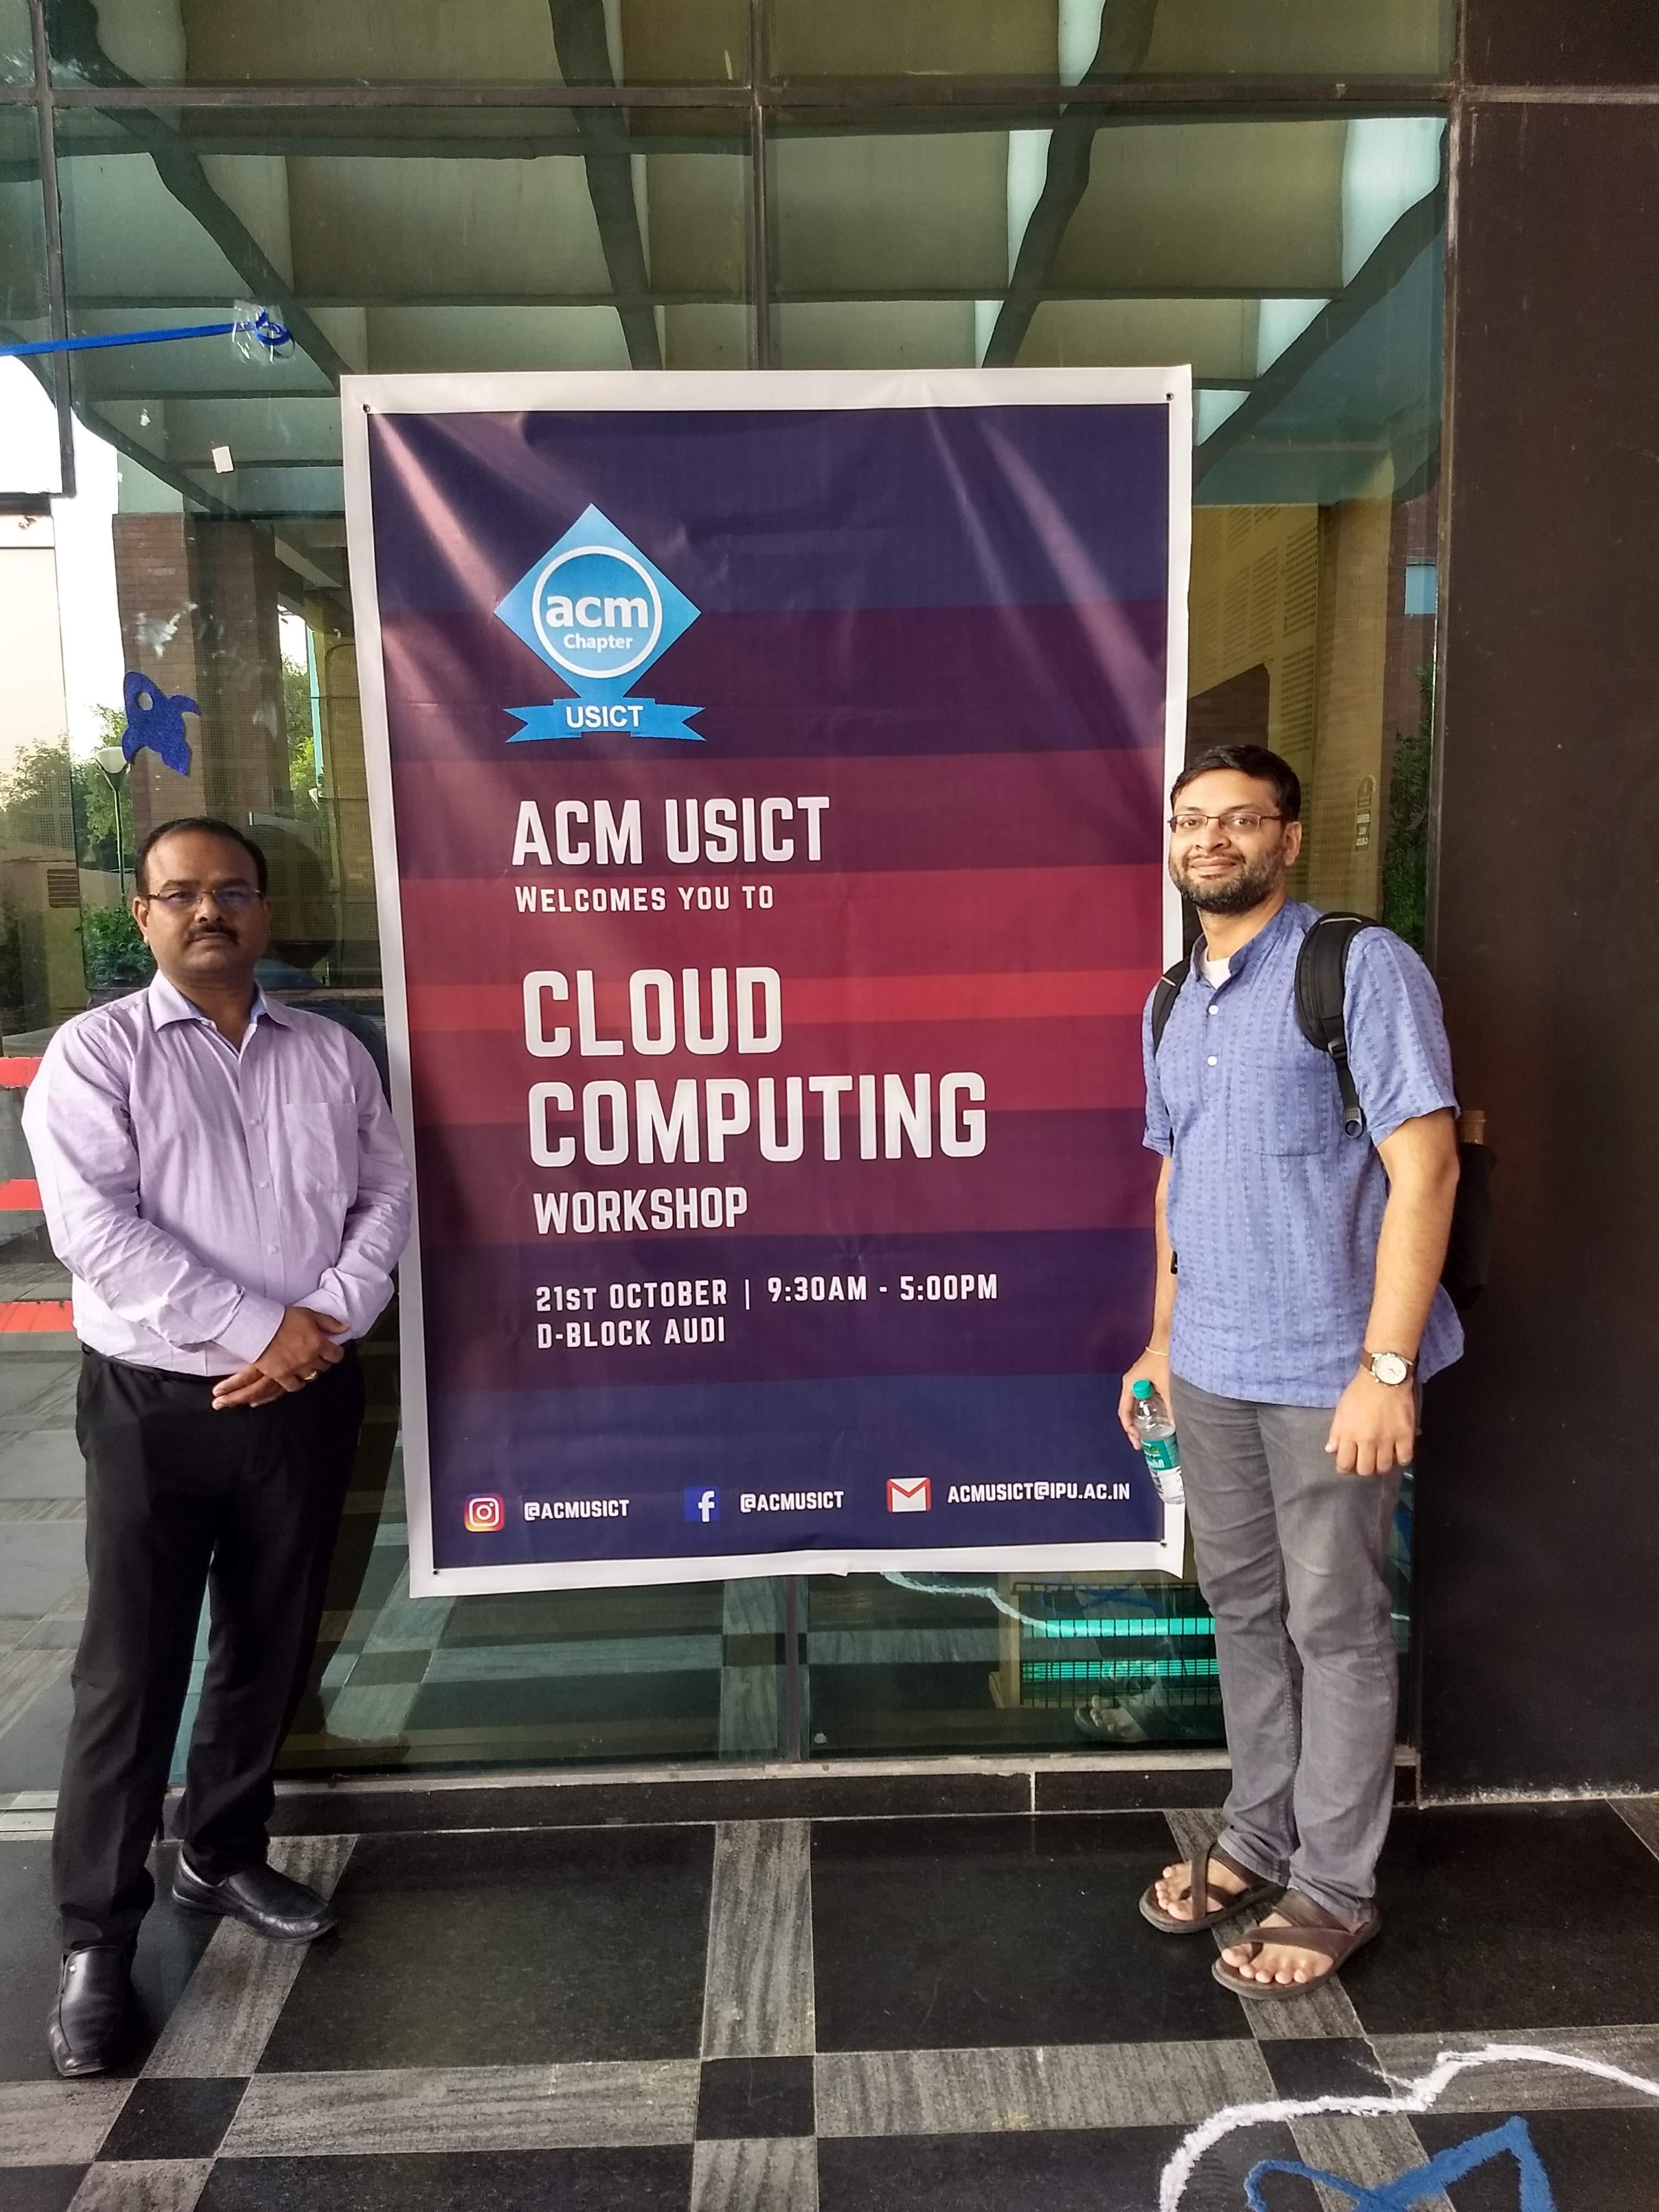 acm
Chapter
USICT
ACM USICT
WELCOMES YOU TO
CLOUD
COMPUTING
WORKSHOP
21ST OCTOBER | 9:30AM - 5:00PM
D-BLOCK AUDI
@ACMUSICT @ACMUSICT ACMUSICT@IPU.AC.IN